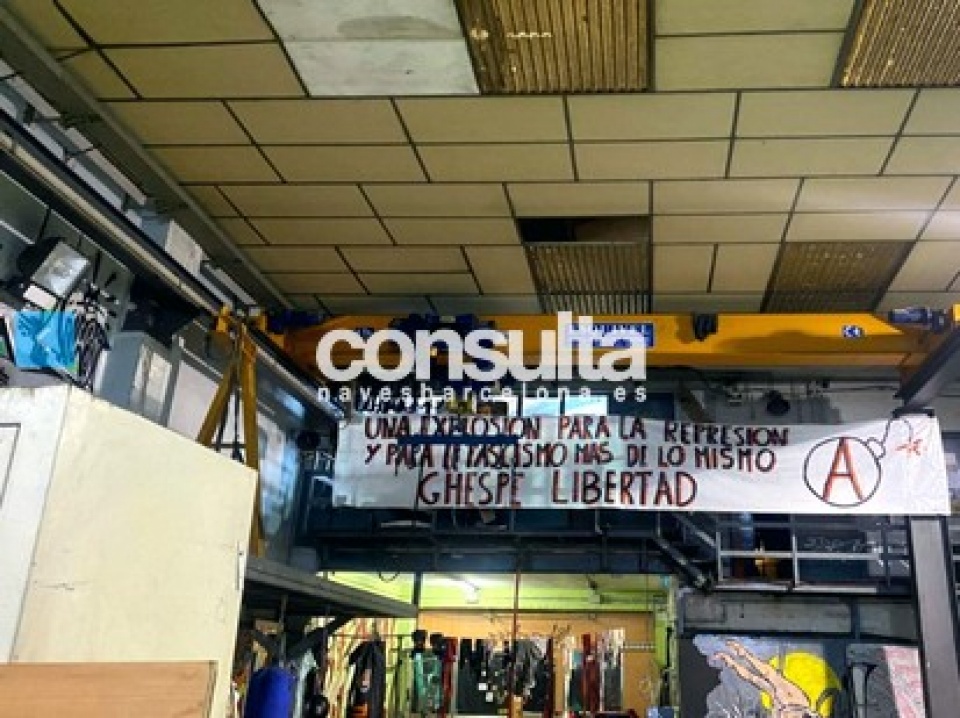 consulta
navesbarcelona.es
UNA EXPLOSION PARA LA REPRESION
Y PARA EL FASCISMO MAS DE LO MISMO
GHESPE LIBERTAD
A